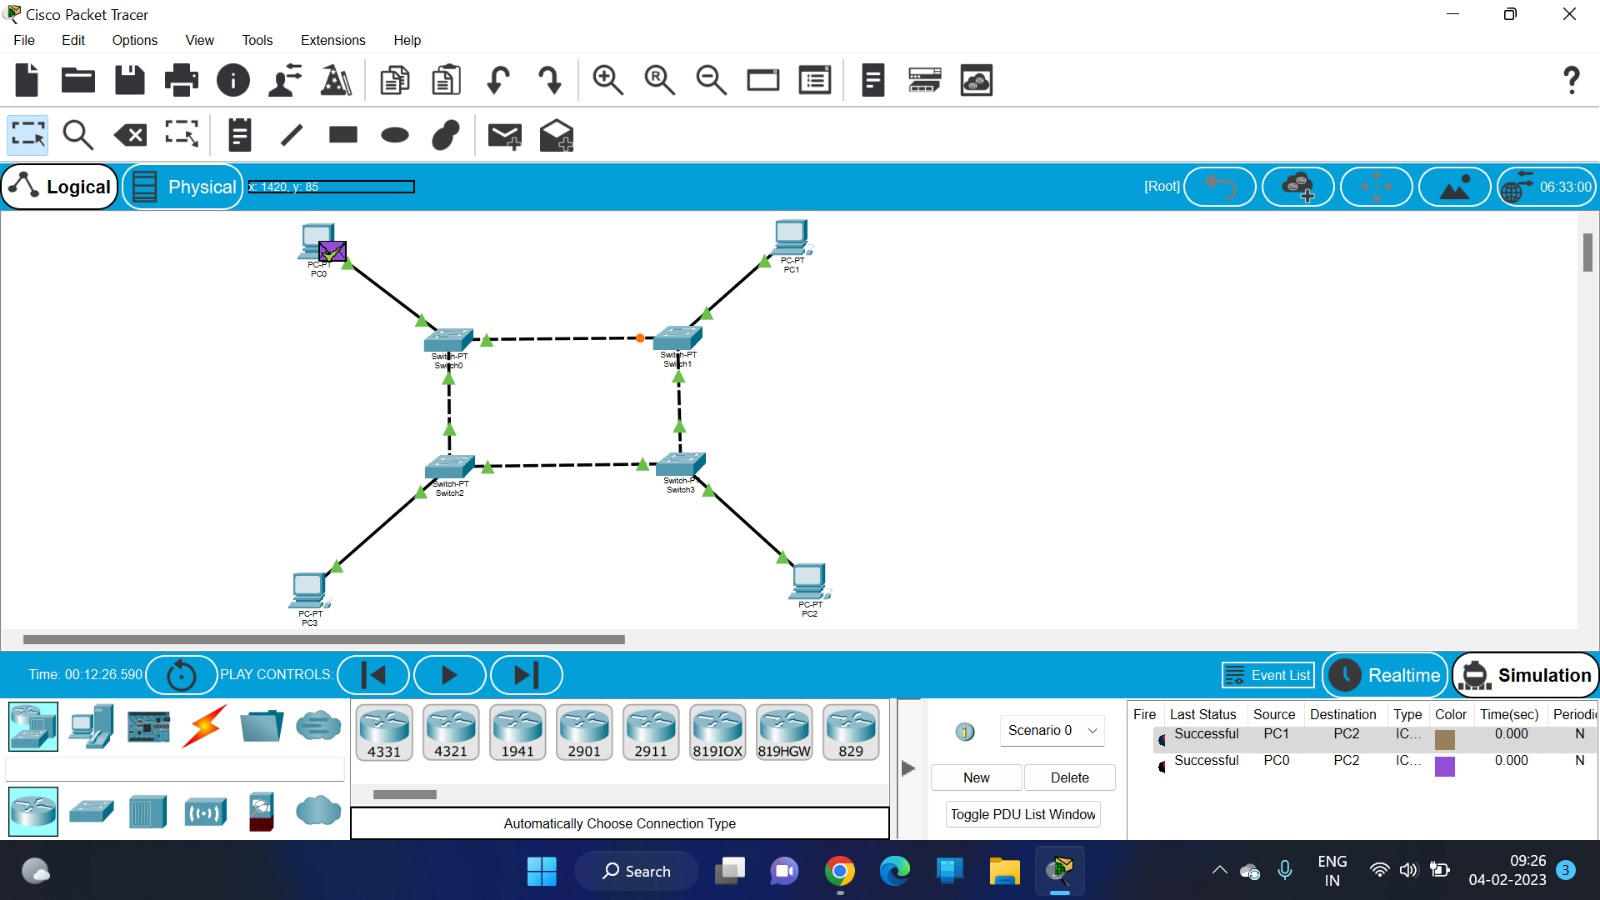 Cisco Packet Tracer
File Edit Options View Tools Extensions Help
R
Logical
Physical
x: 1420, y: 85
[Root]
06:33:00
PC-PT
PC0
PC-PT
PC1
Switch-PT
Switch0
Switch-PT
Switch1
Switch-PT
Switch2
Switch-PT
Switch3
PC-PT
PC3
PC-PT
PC2
Time: 00:12:26.590
PLAY CONTROLS:
Event List
Realtime
Simulation
4331 4321 1941 2901 2911 819IOX 819HGW 829
Automatically Choose Connection Type
Scenario 0
New
Delete
Toggle PDU List Window
Fire Last Status Source Destination Type Color Time(sec) Periodi
Successful PC1 PC2 IC... 0.000 N
Successful PC0 PC2 IC... 0.000 N
Search
ENG
IN
09:26
04-02-2023
3